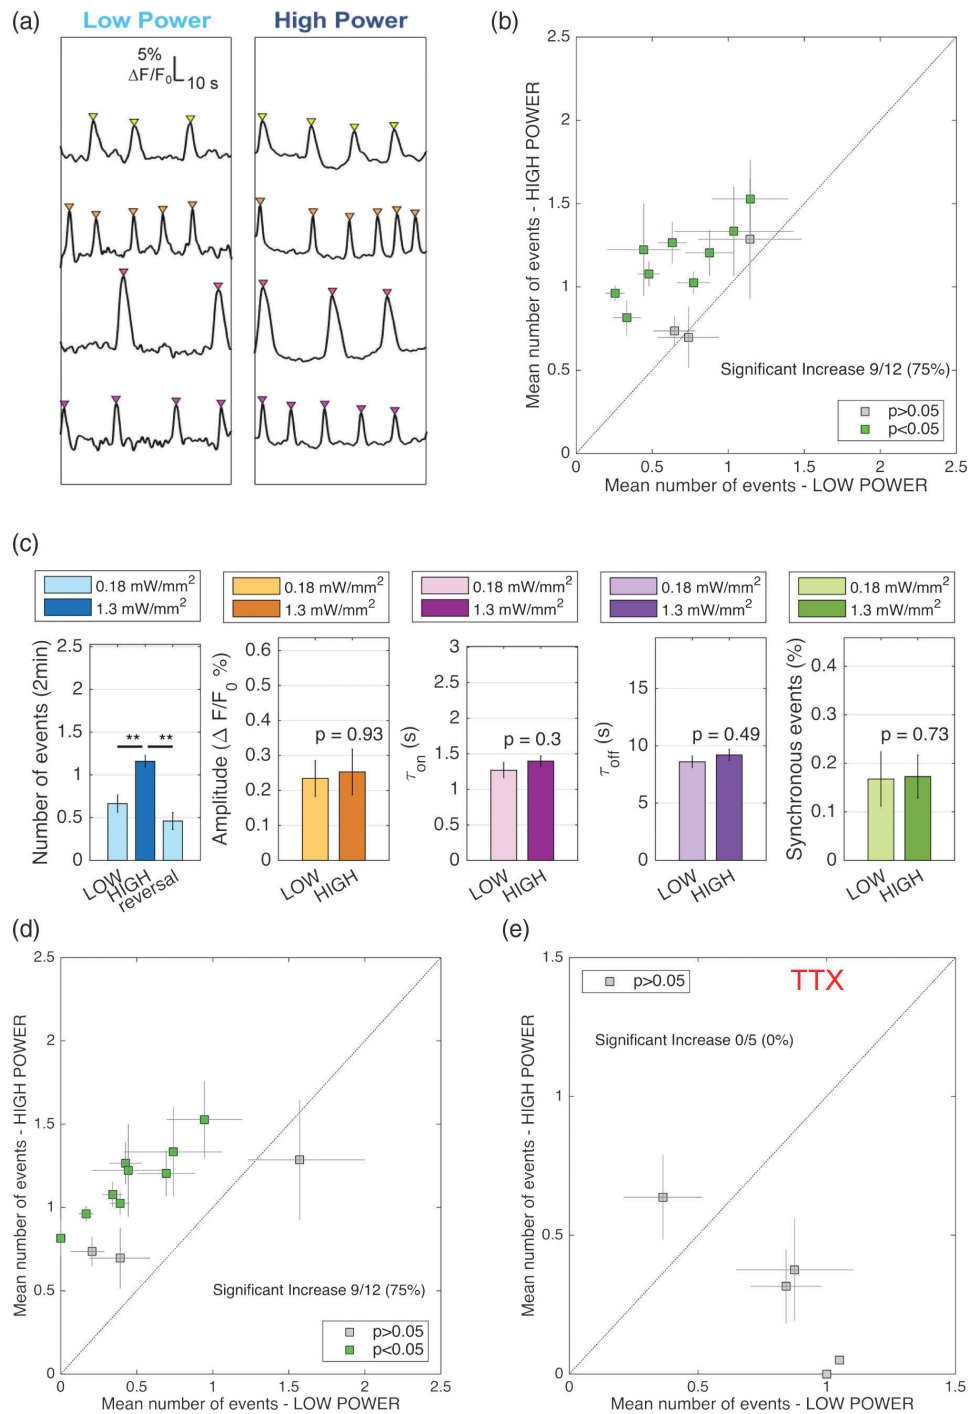 (a)
Low Power
High Power
5%
ΔF/F0
10 s
(b)
Mean number of events - HIGH POWER
2.5
2
1.5
1
0.5
0
Significant Increase 9/12 (75%)
p>0.05
p<0.05
0 0.5 1 1.5 2 2.5
Mean number of events - LOW POWER
(c)
0.18 mW/mm2
1.3 mW/mm2
0.18 mW/mm2
1.3 mW/mm2
0.18 mW/mm2
1.3 mW/mm2
0.18 mW/mm2
1.3 mW/mm2
0.18 mW/mm2
1.3 mW/mm2
Number of events (2min)
2.5
2
1.5
1
0.5
0
** **
LOW
HIGH
reversal
Amplitude (Δ F/F0 %)
0.6
0.5
0.4
0.3
0.2
0.1
0
p = 0.93
LOW
HIGH
τon (s)
3
2.5
2
1.5
1
0.5
0
p = 0.3
LOW
HIGH
τoff (s)
15
10
5
0
p = 0.49
LOW
HIGH
Synchronous events (%)
0.4
0.3
0.2
0.1
0
p = 0.73
LOW
HIGH
(d)
Mean number of events - HIGH POWER
2.5
2
1.5
1
0.5
0
Significant Increase 9/12 (75%)
p>0.05
p<0.05
0 0.5 1 1.5 2 2.5
Mean number of events - LOW POWER
(e)
Mean number of events - HIGH POWER
1.5
1
0.5
0
p>0.05
TTX
Significant Increase 0/5 (0%)
0 0.5 1 1.5
Mean number of events - LOW POWER